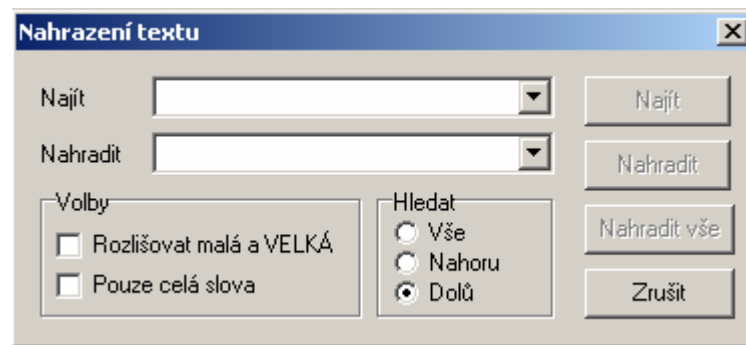 Nahrazení textu
Najít
Najít
Nahradit
Nahradit
Volby
Rozlišovat malá a VELKÁ
Pouze celá slova
Hledat
Vše
Nahoru
Dolů
Nahradit vše
Zrušit